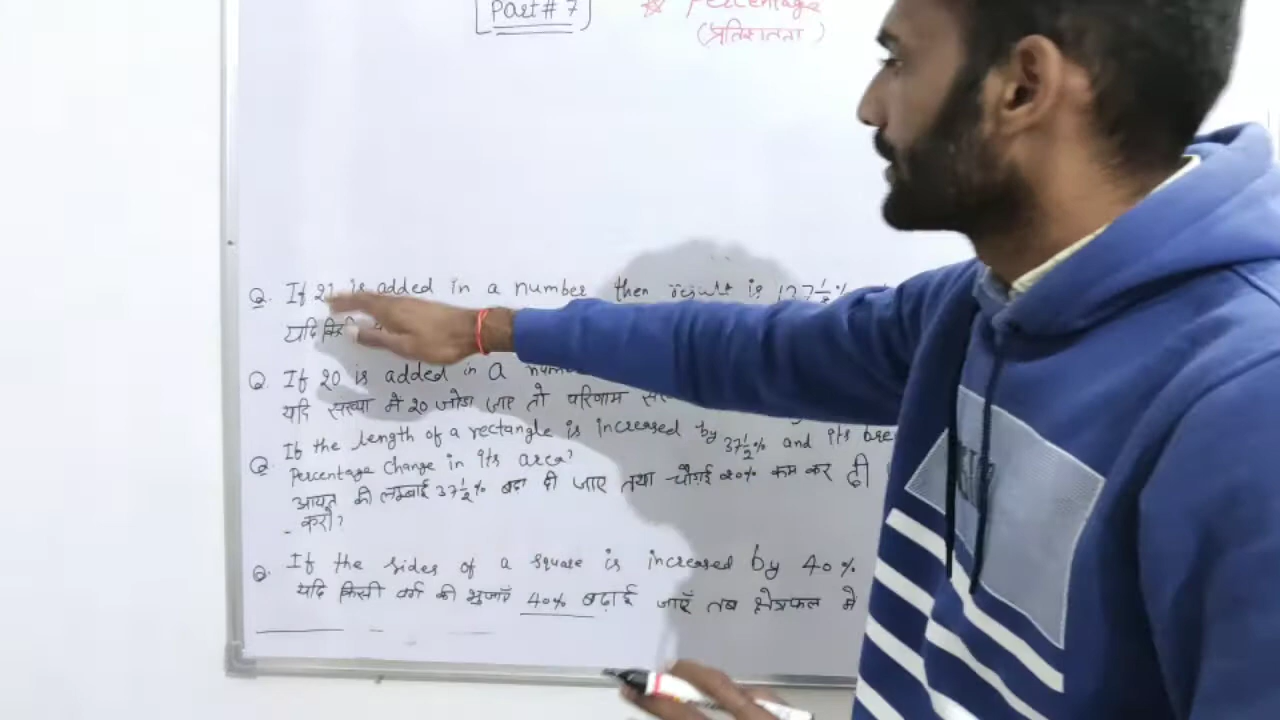 Part # 7
Percentage
(प्रतिशतता)
Q. If 27 is added in a number then result is 137½%
यदि किसी
Q. If 20 is added in a
यदि संख्या में 20 जोड़ा जाए तो परिणाम
Q. If the length of a rectangle is increased by 37½% and its
Percentage change in its area?
आयत की लम्बाई 37½% बढ़ा दी जाए तथा चौड़ाई 20% कम कर दी
करो?
Q. If the sides of a square is increased by 40%
यदि किसी वर्ग की भुजाएँ 40% बढ़ाई जाएँ तब क्षेत्रफल में